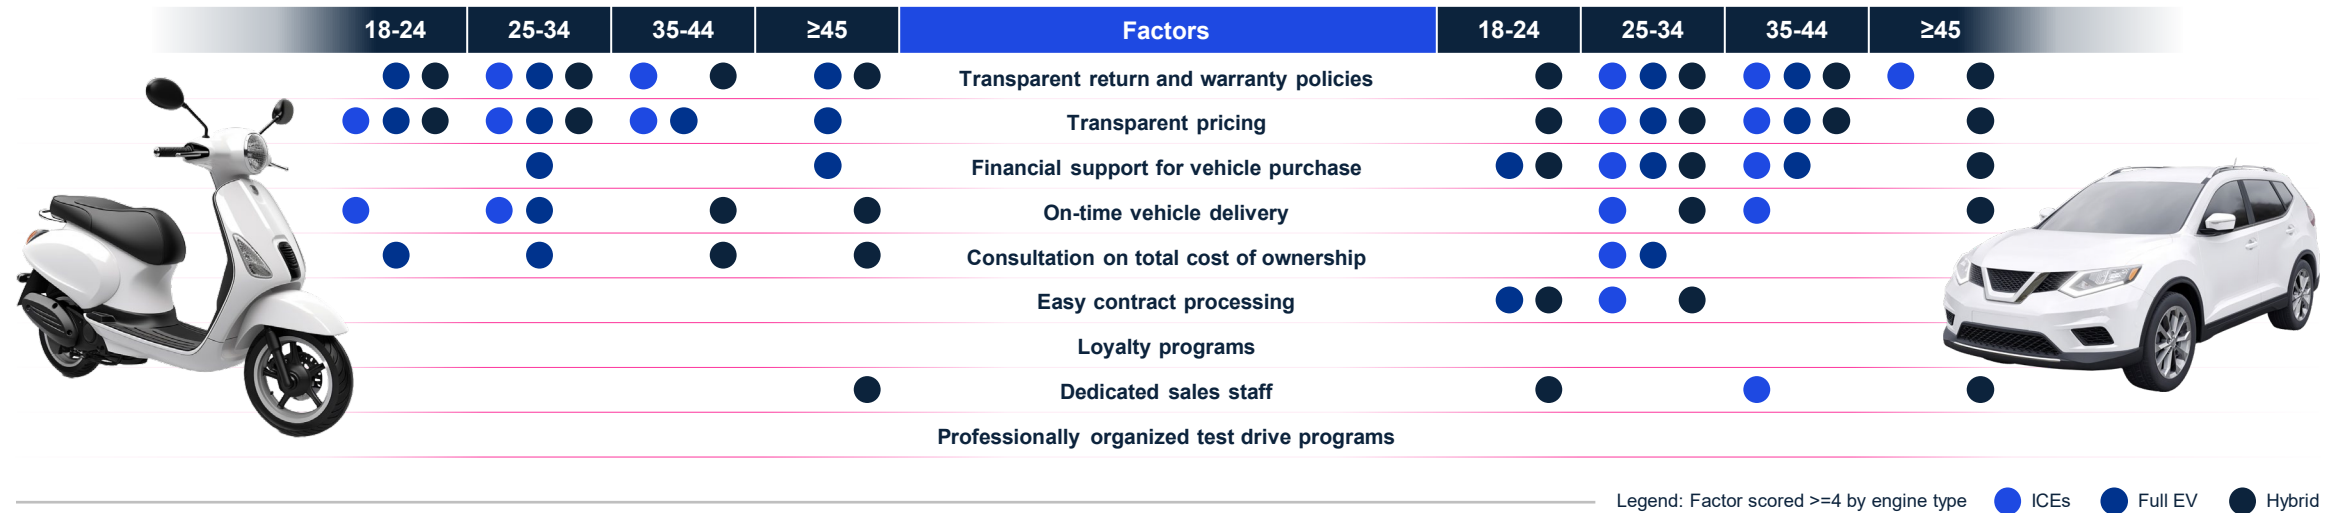 18-24 25-34 35-44 ≥45 Factors 18-24 25-34 35-44 ≥45
Transparent return and warranty policies
Transparent pricing
Financial support for vehicle purchase
On-time vehicle delivery
Consultation on total cost of ownership
Easy contract processing
Loyalty programs
Dedicated sales staff
Professionally organized test drive programs
Legend: Factor scored >=4 by engine type ICEs Full EV Hybrid